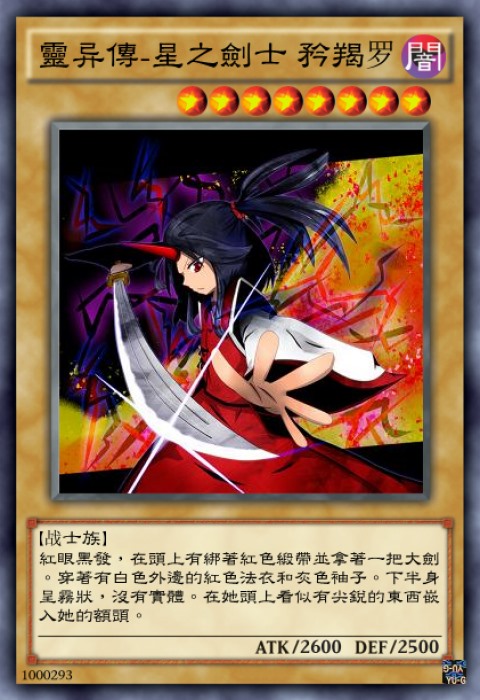 靈异傳-星之劍士 矜羯罗 闇
【战士族】
紅眼黑發，在頭上有綁著紅色緞帶並拿著一把大劍
。穿著有白色外邊的紅色法衣和灰色袖子。下半身
呈霧狀，沒有實體。在她頭上看似有尖銳的東西嵌
入她的額頭。
ATK/2600 DEF/2500
1000293